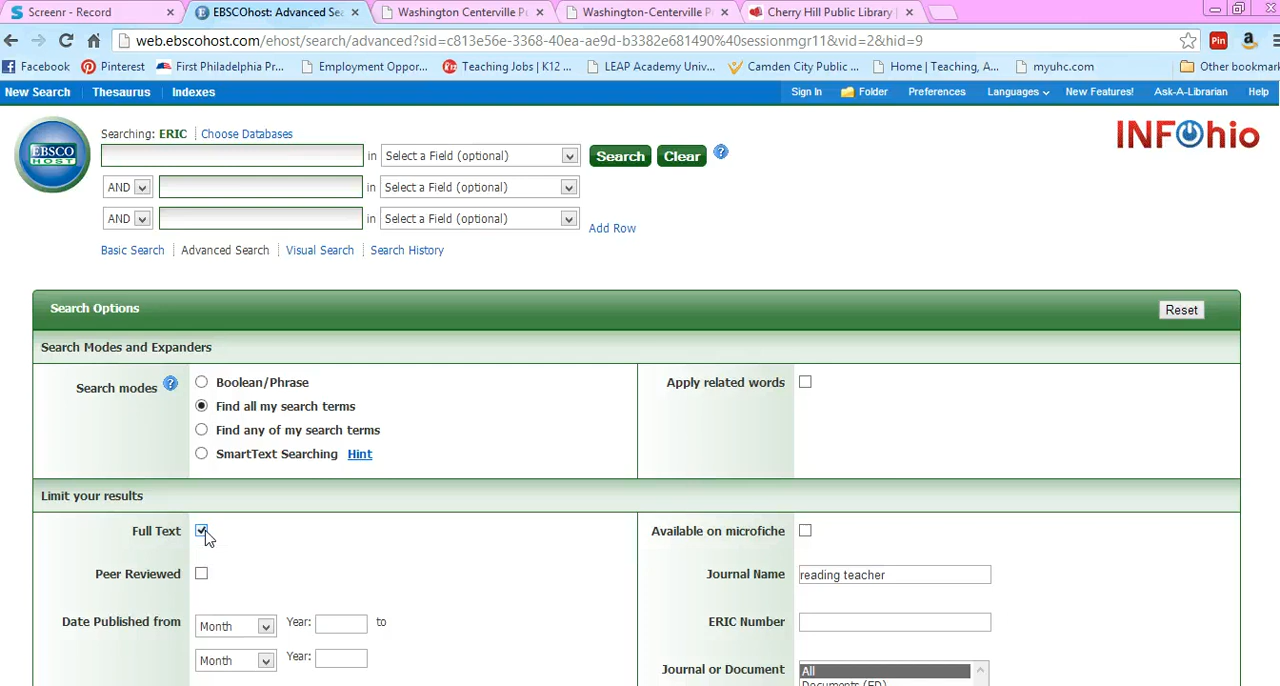 Screenr - Record
EBSCOhost: Advanced Sea
Washington Centerville Pu
Washington-Centerville P
Cherry Hill Public Library
web.ebscohost.com/ehost/search/advanced?sid=c813e56e-3368-40ea-ae9d-b3382e681490%40sessionmgr11&vid=2&hid=9
Pin
Facebook Pinterest First Philadelphia Pr... Employment Oppor... Teaching Jobs | K12 ... LEAP Academy Univ... Camden City Public ... Home | Teaching, A... myuhc.com Other bookmark
New Search Thesaurus Indexes Sign In Folder Preferences Languages New Features! Ask-A-Librarian Help
EBSCO
HOST
INFOhio
Searching: ERIC Choose Databases
in Select a Field (optional) Search Clear ?
AND in Select a Field (optional)
AND in Select a Field (optional) Add Row
Basic Search Advanced Search Visual Search Search History
Search Options Reset
Search Modes and Expanders
Search modes ? Boolean/Phrase Apply related words
Find all my search terms
Find any of my search terms
SmartText Searching Hint
Limit your results
Full Text Available on microfiche
Peer Reviewed Journal Name reading teacher
Date Published from Month Year: to ERIC Number
Month Year: Journal or Document All
Documents (ED)